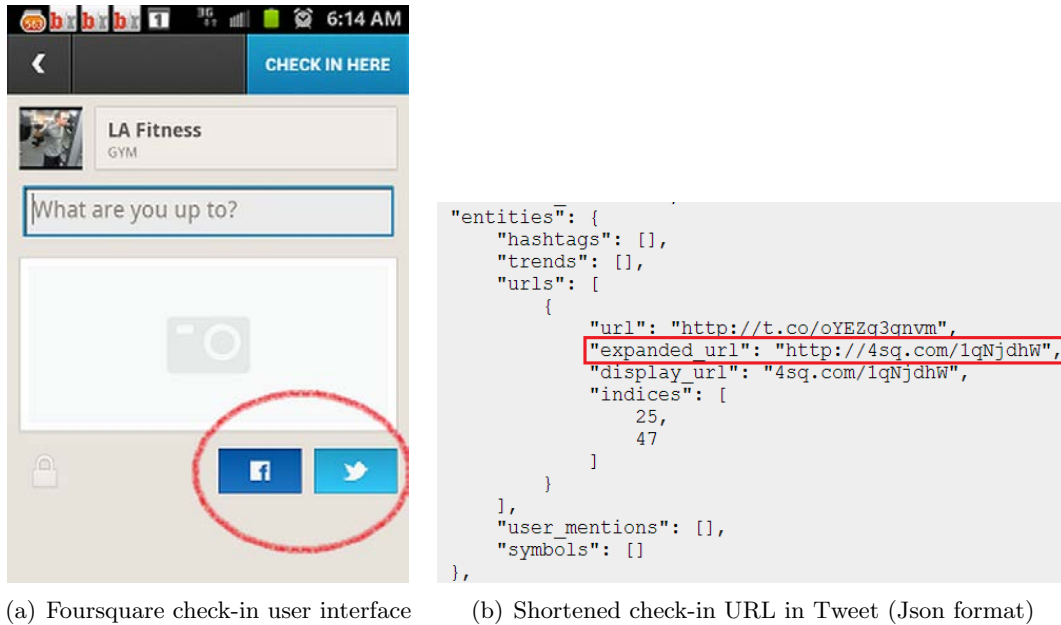 6:14 AM
CHECK IN HERE
LA Fitness
GYM
What are you up to?
"entities": {
"hashtags": [],
"trends": [],
"urls": [
{
"url": "http://t.co/oYEZg3gnvm",
"expanded_url": "http://4sq.com/1qNjdhW",
"display_url": "4sq.com/1qNjdhW",
"indices": [
25,
47
]
}
],
"user_mentions": [],
"symbols": []
},
(a) Foursquare check-in user interface
(b) Shortened check-in URL in Tweet (Json format)